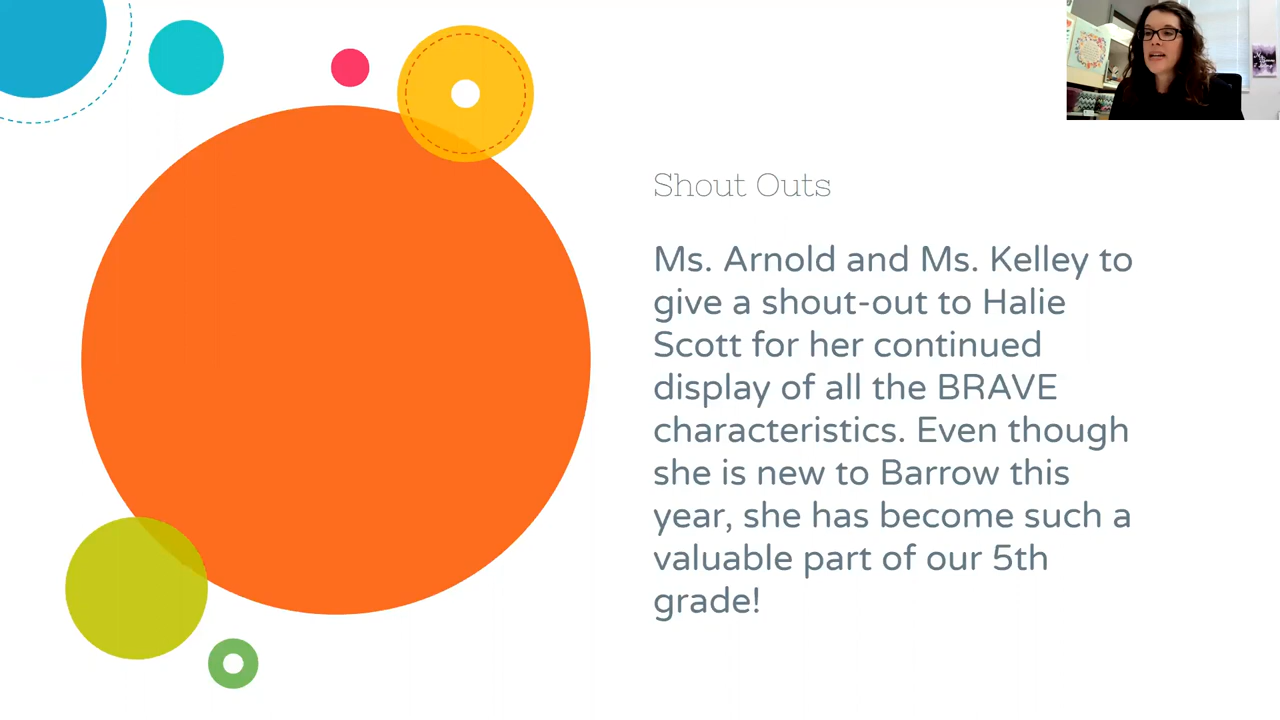 Shout Outs
Ms. Arnold and Ms. Kelley to
give a shout-out to Halie
Scott for her continued
display of all the BRAVE
characteristics. Even though
she is new to Barrow this
year, she has become such a
valuable part of our 5th
grade!